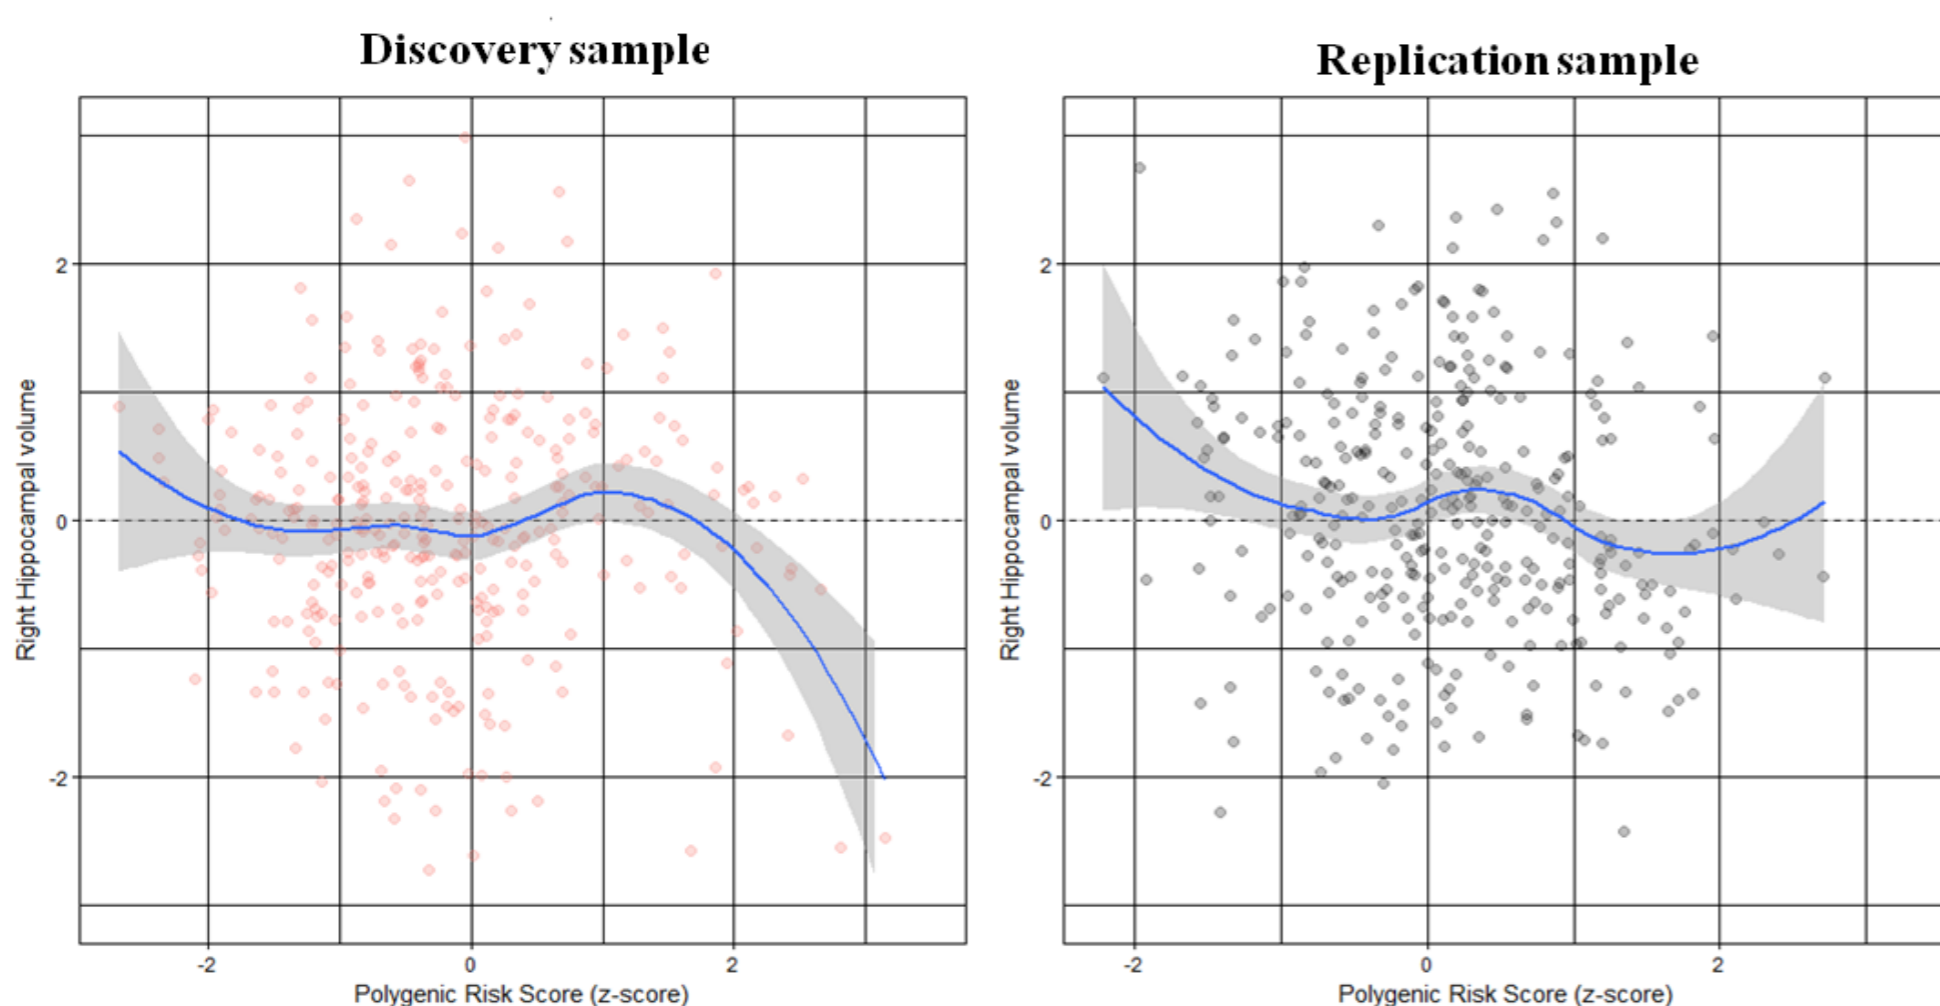 Discovery sample
Replication sample
2
0
-2
Right Hippocampal volume
-2
0
2
Polygenic Risk Score (z-score)
2
0
-2
Right Hippocampal volume
-2
0
2
Polygenic Risk Score (z-score)